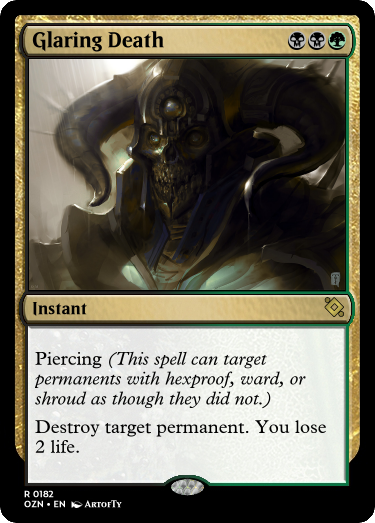 Glaring Death
Instant
Piercing (This spell can target
permanents with hexproof, ward, or
shroud as though they did not.)
Destroy target permanent. You lose
2 life.
R 0182
OZN • EN ArtofTy